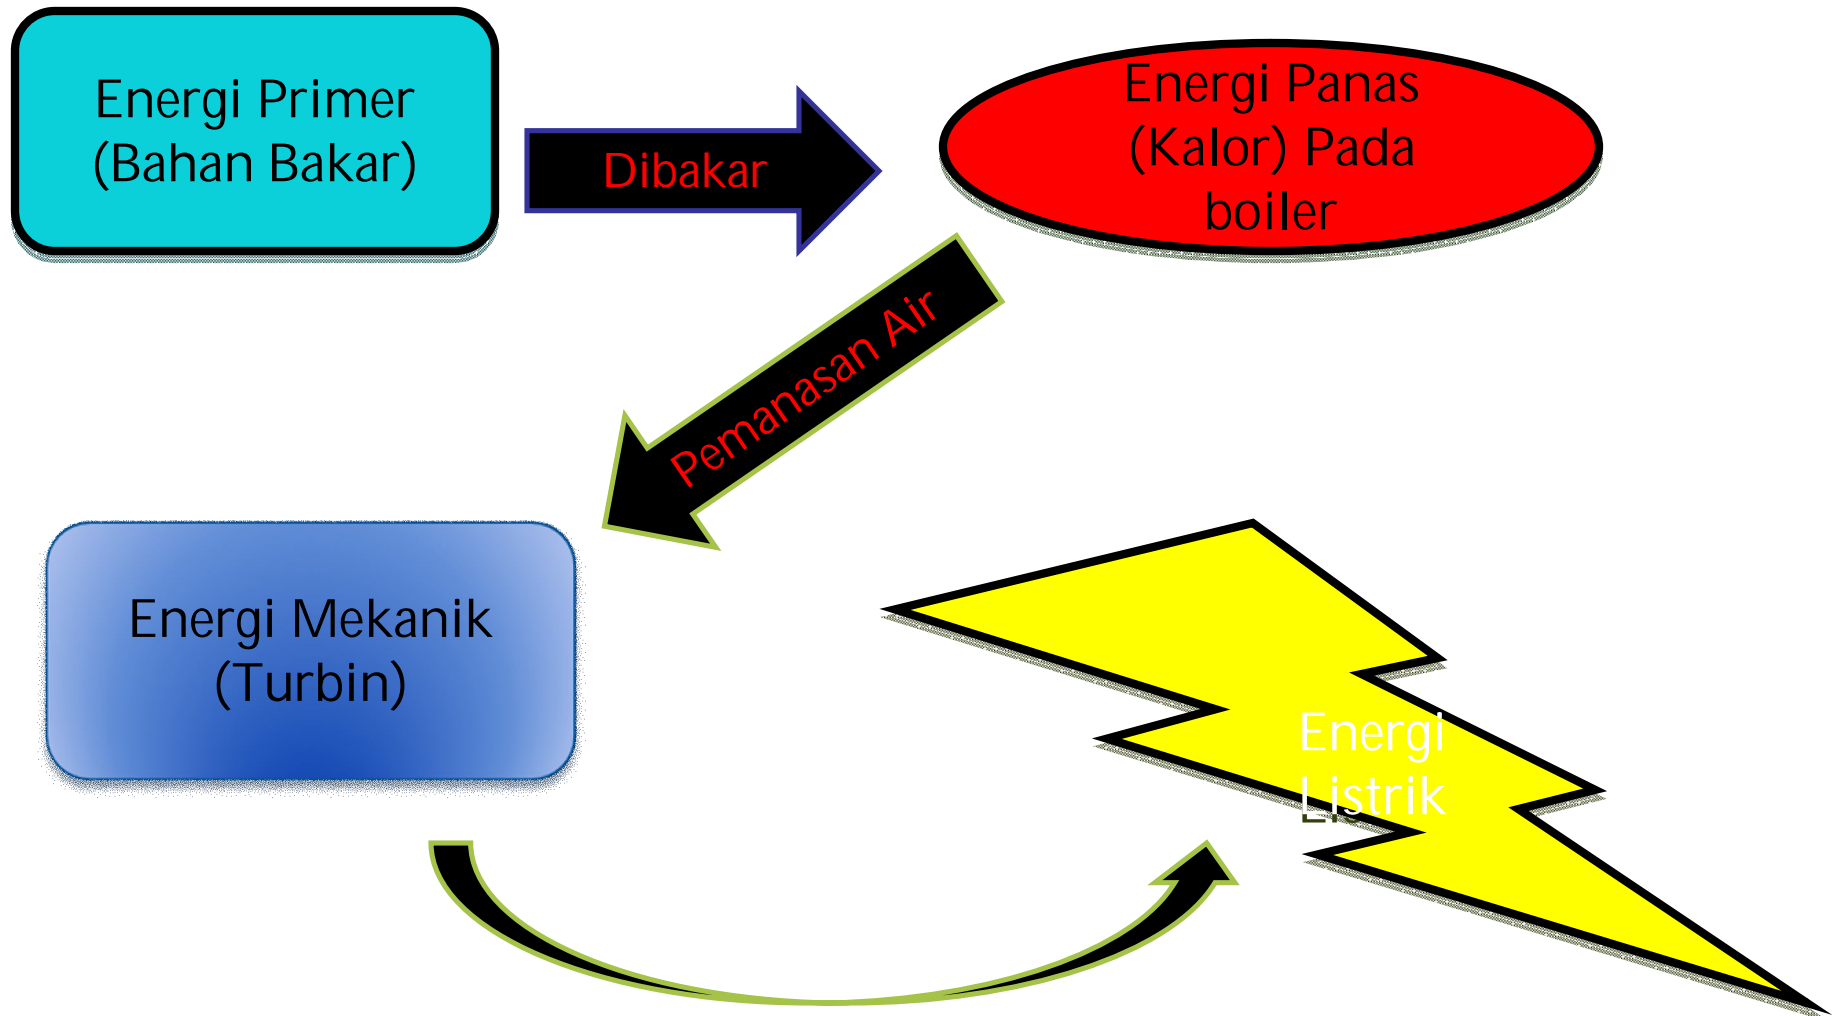 Energi Primer
(Bahan Bakar)
Dibakar
Energi Panas
(Kalor) Pada
boiler
Pemanasan Air
Energi Mekanik
(Turbin)
Energi
Listrik